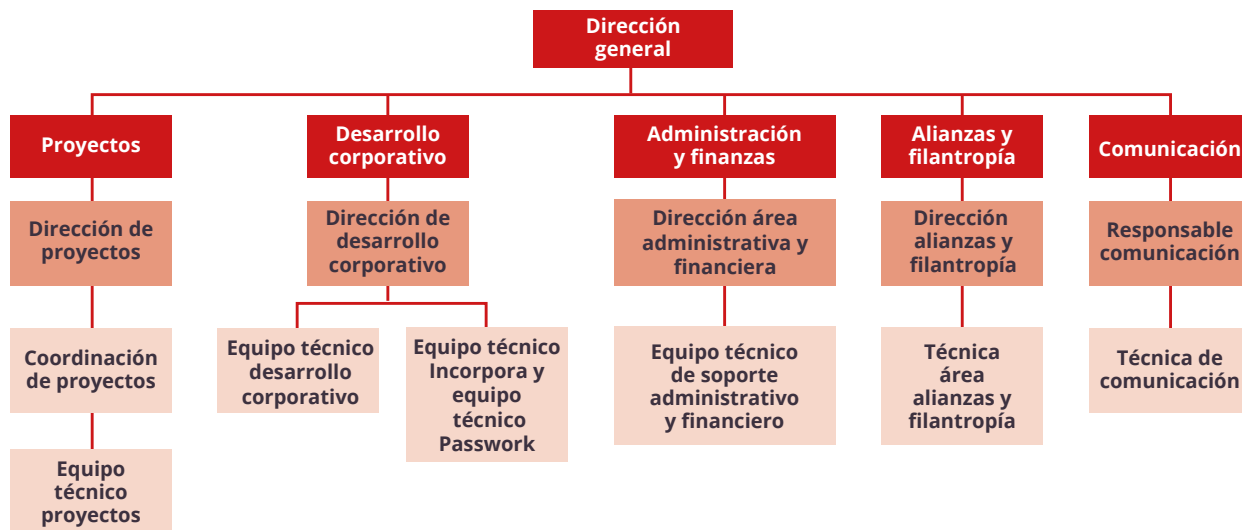 Dirección
general
Proyectos
Desarrollo
corporativo
Administración
y finanzas
Alianzas y
filantropía
Comunicación
Dirección de
proyectos
Dirección de
desarrollo
corporativo
Dirección área
administrativa y
financiera
Dirección
alianzas y
filantropía
Responsable
comunicación
Coordinación
de proyectos
Equipo técnico
desarrollo
corporativo
Equipo técnico
Incorpora y
equipo
técnico
Passwork
Equipo técnico
de soporte
administrativo
y financiero
Técnica
área
alianzas y
filantropía
Técnica de
comunicación
Equipo
técnico
proyectos